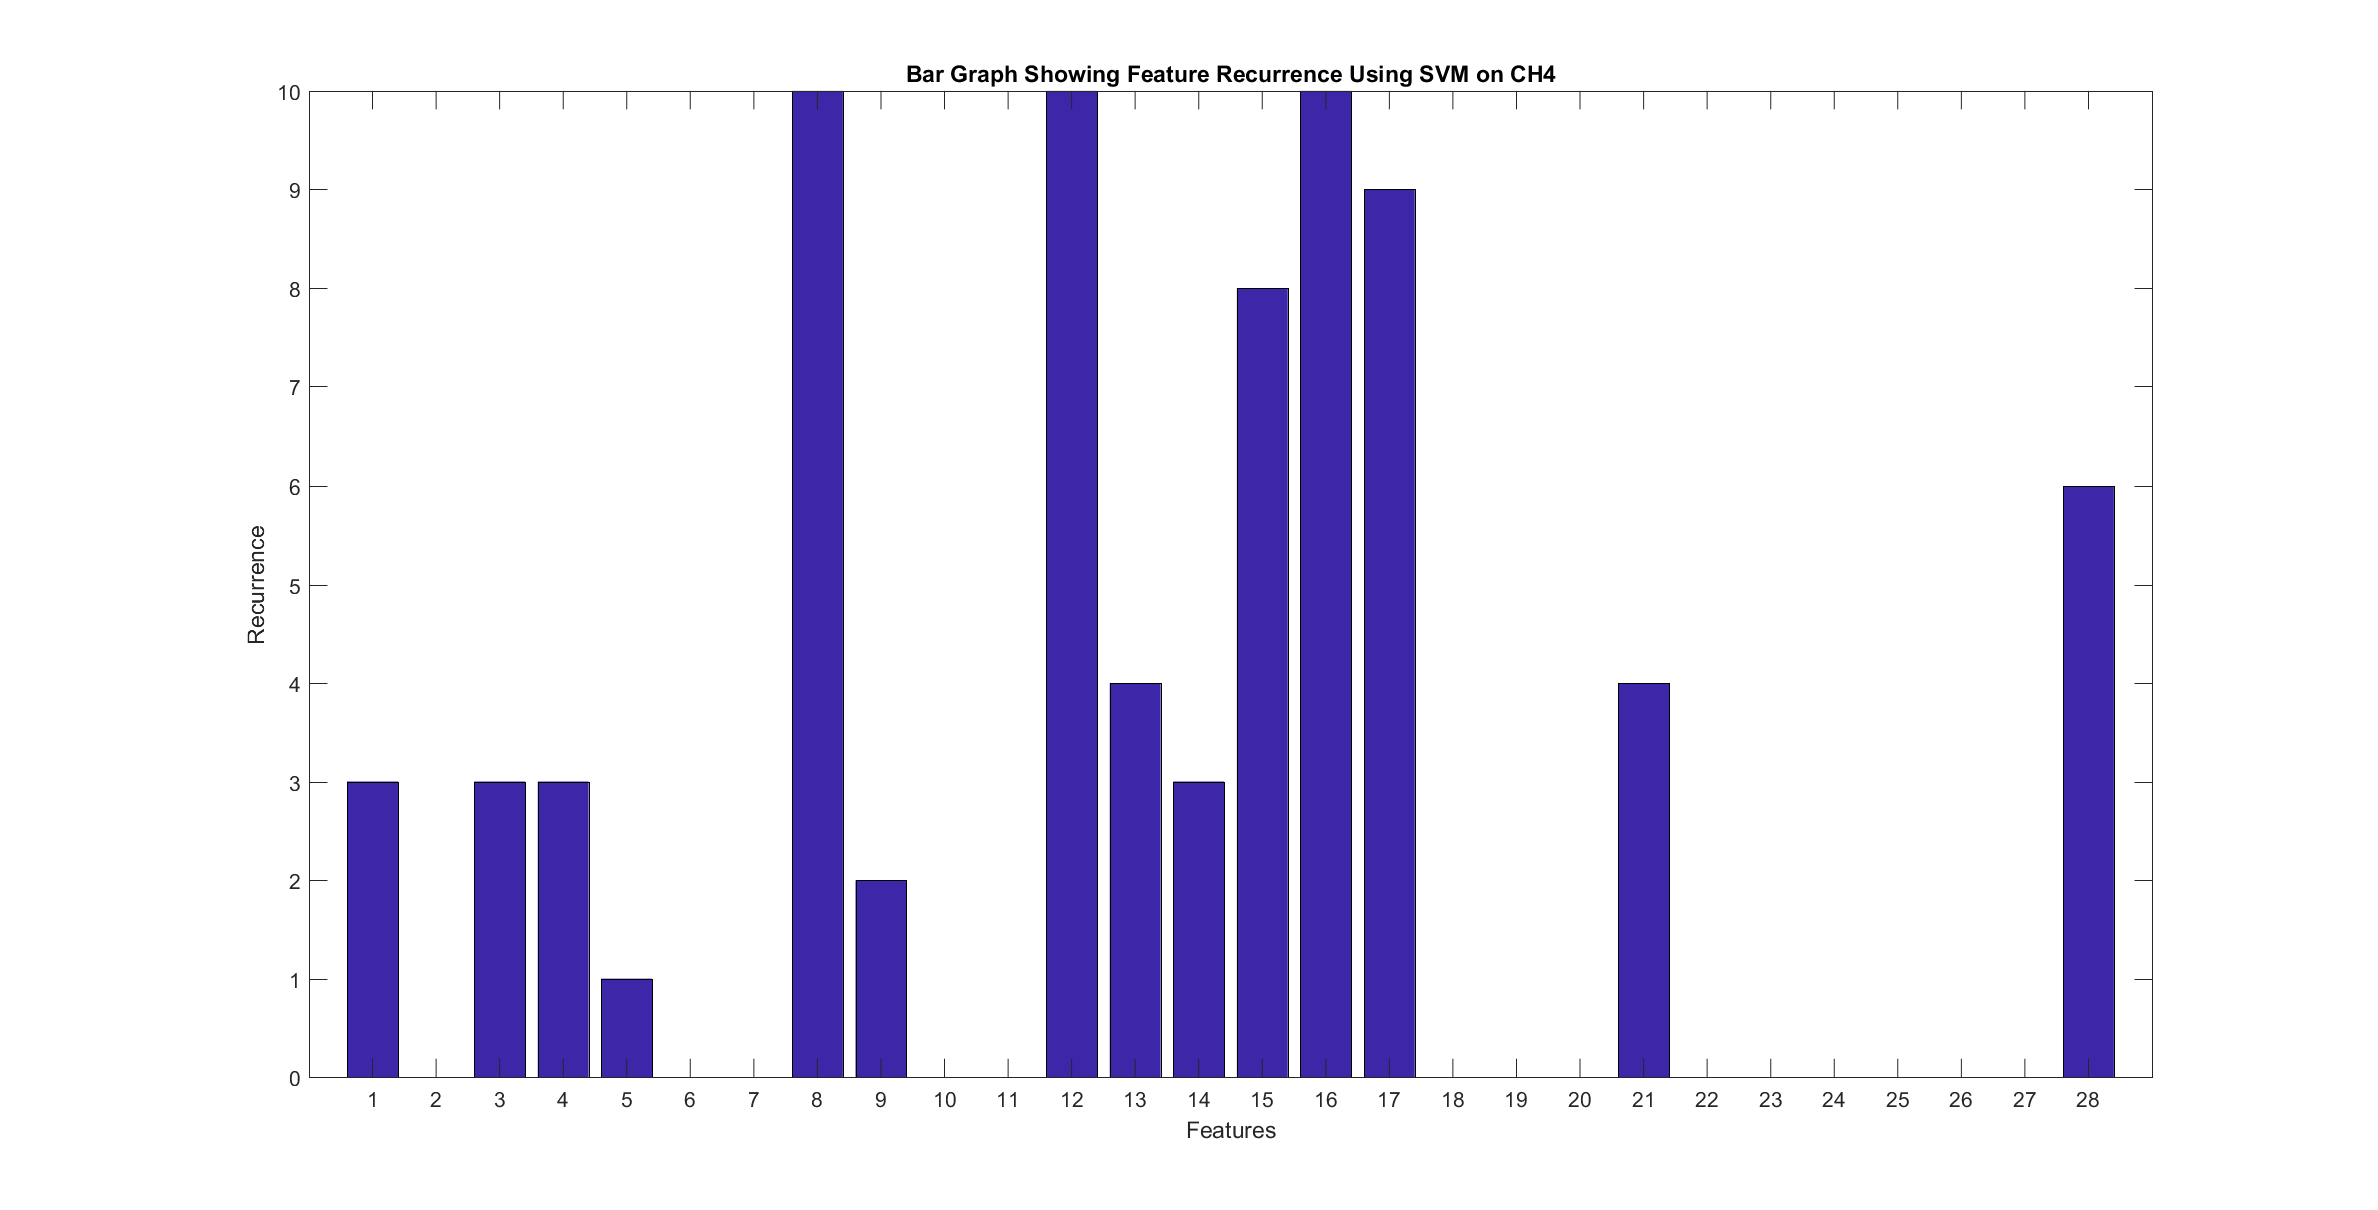 Bar Graph Showing Feature Recurrence Using SVM on CH4
10
9
8
7
6
5
4
3
2
1
0
Recurrence
1 2 3 4 5 6 7 8 9 10 11 12 13 14 15 16 17 18 19 20 21 22 23 24 25 26 27 28
Features